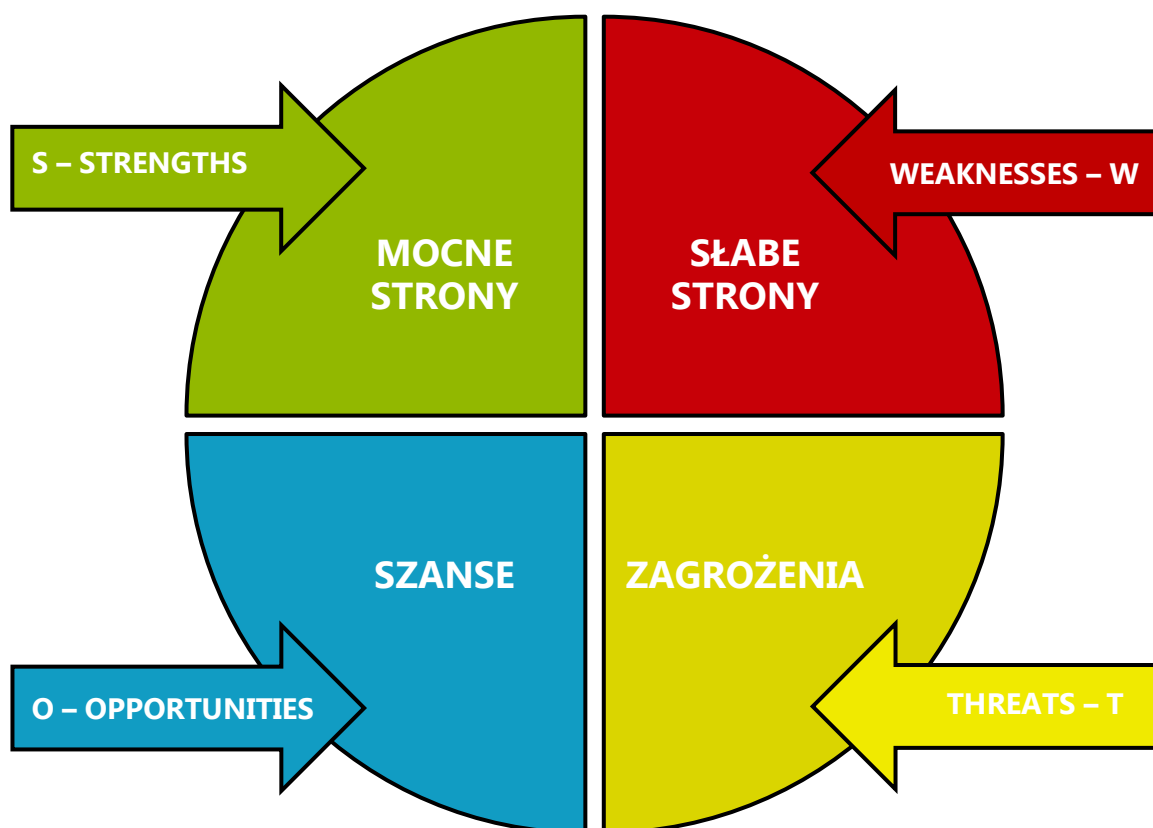 S – STRENGTHS
WEAKNESSES – W
MOCNE
STRONY
SŁABE
STRONY
SZANSE
ZAGROŻENIA
O – OPPORTUNITIES
THREATS – T